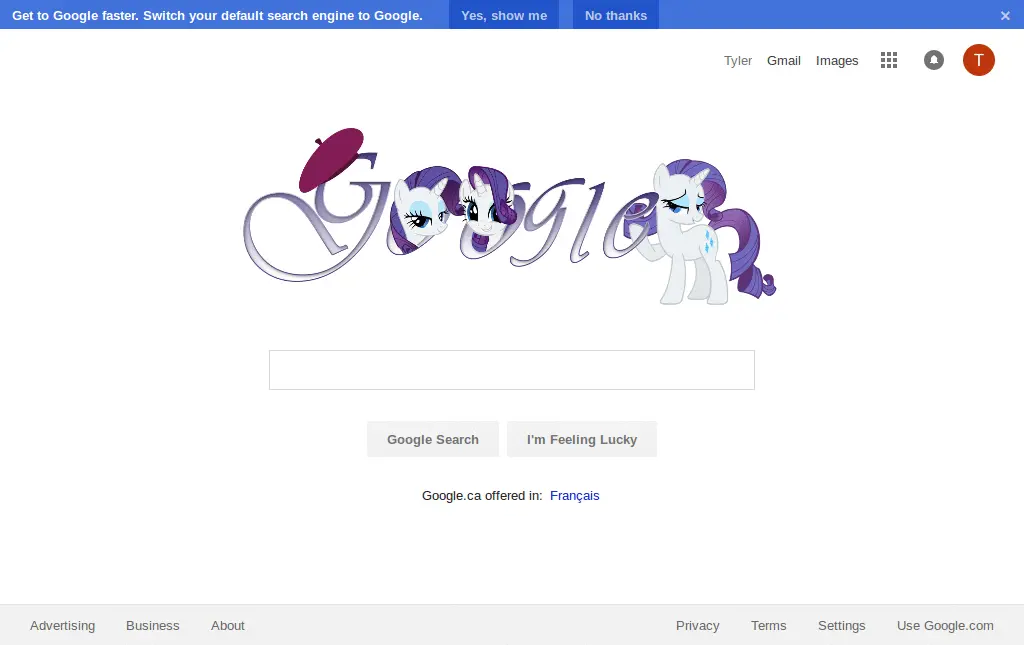 Get to Google faster. Switch your default search engine to Google. Yes, show me No thanks ×
Tyler Gmail Images T
Google
Google Search I'm Feeling Lucky
Google.ca offered in: Français
Advertising Business About Privacy Terms Settings Use Google.com